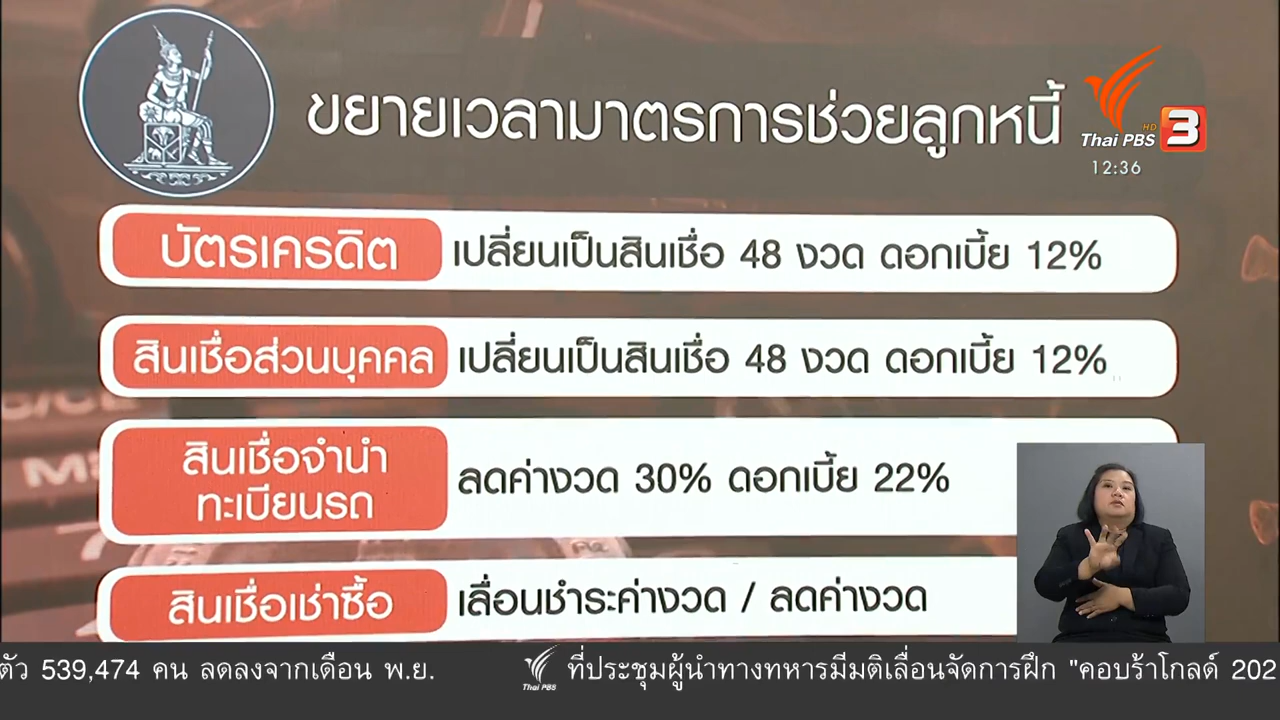 ขยายเวลามาตรการช่วยลูกหนี้
Thai PBS HD 3
12:36
บัตรเครดิต เปลี่ยนเป็นสินเชื่อ 48 งวด ดอกเบี้ย 12%
สินเชื่อส่วนบุคคล เปลี่ยนเป็นสินเชื่อ 48 งวด ดอกเบี้ย 12%
สินเชื่อจำนำ
ทะเบียนรถ
ลดค่างวด 30% ดอกเบี้ย 22%
สินเชื่อเช่าซื้อ เลื่อนชำระค่างวด / ลดค่างวด
ตัว 539,474 คน ลดลงจากเดือน พ.ย. Thai PBS ที่ประชุมผู้นำทางทหารมีมติเลื่อนจัดการฝึก "คอบร้าโกลด์ 202